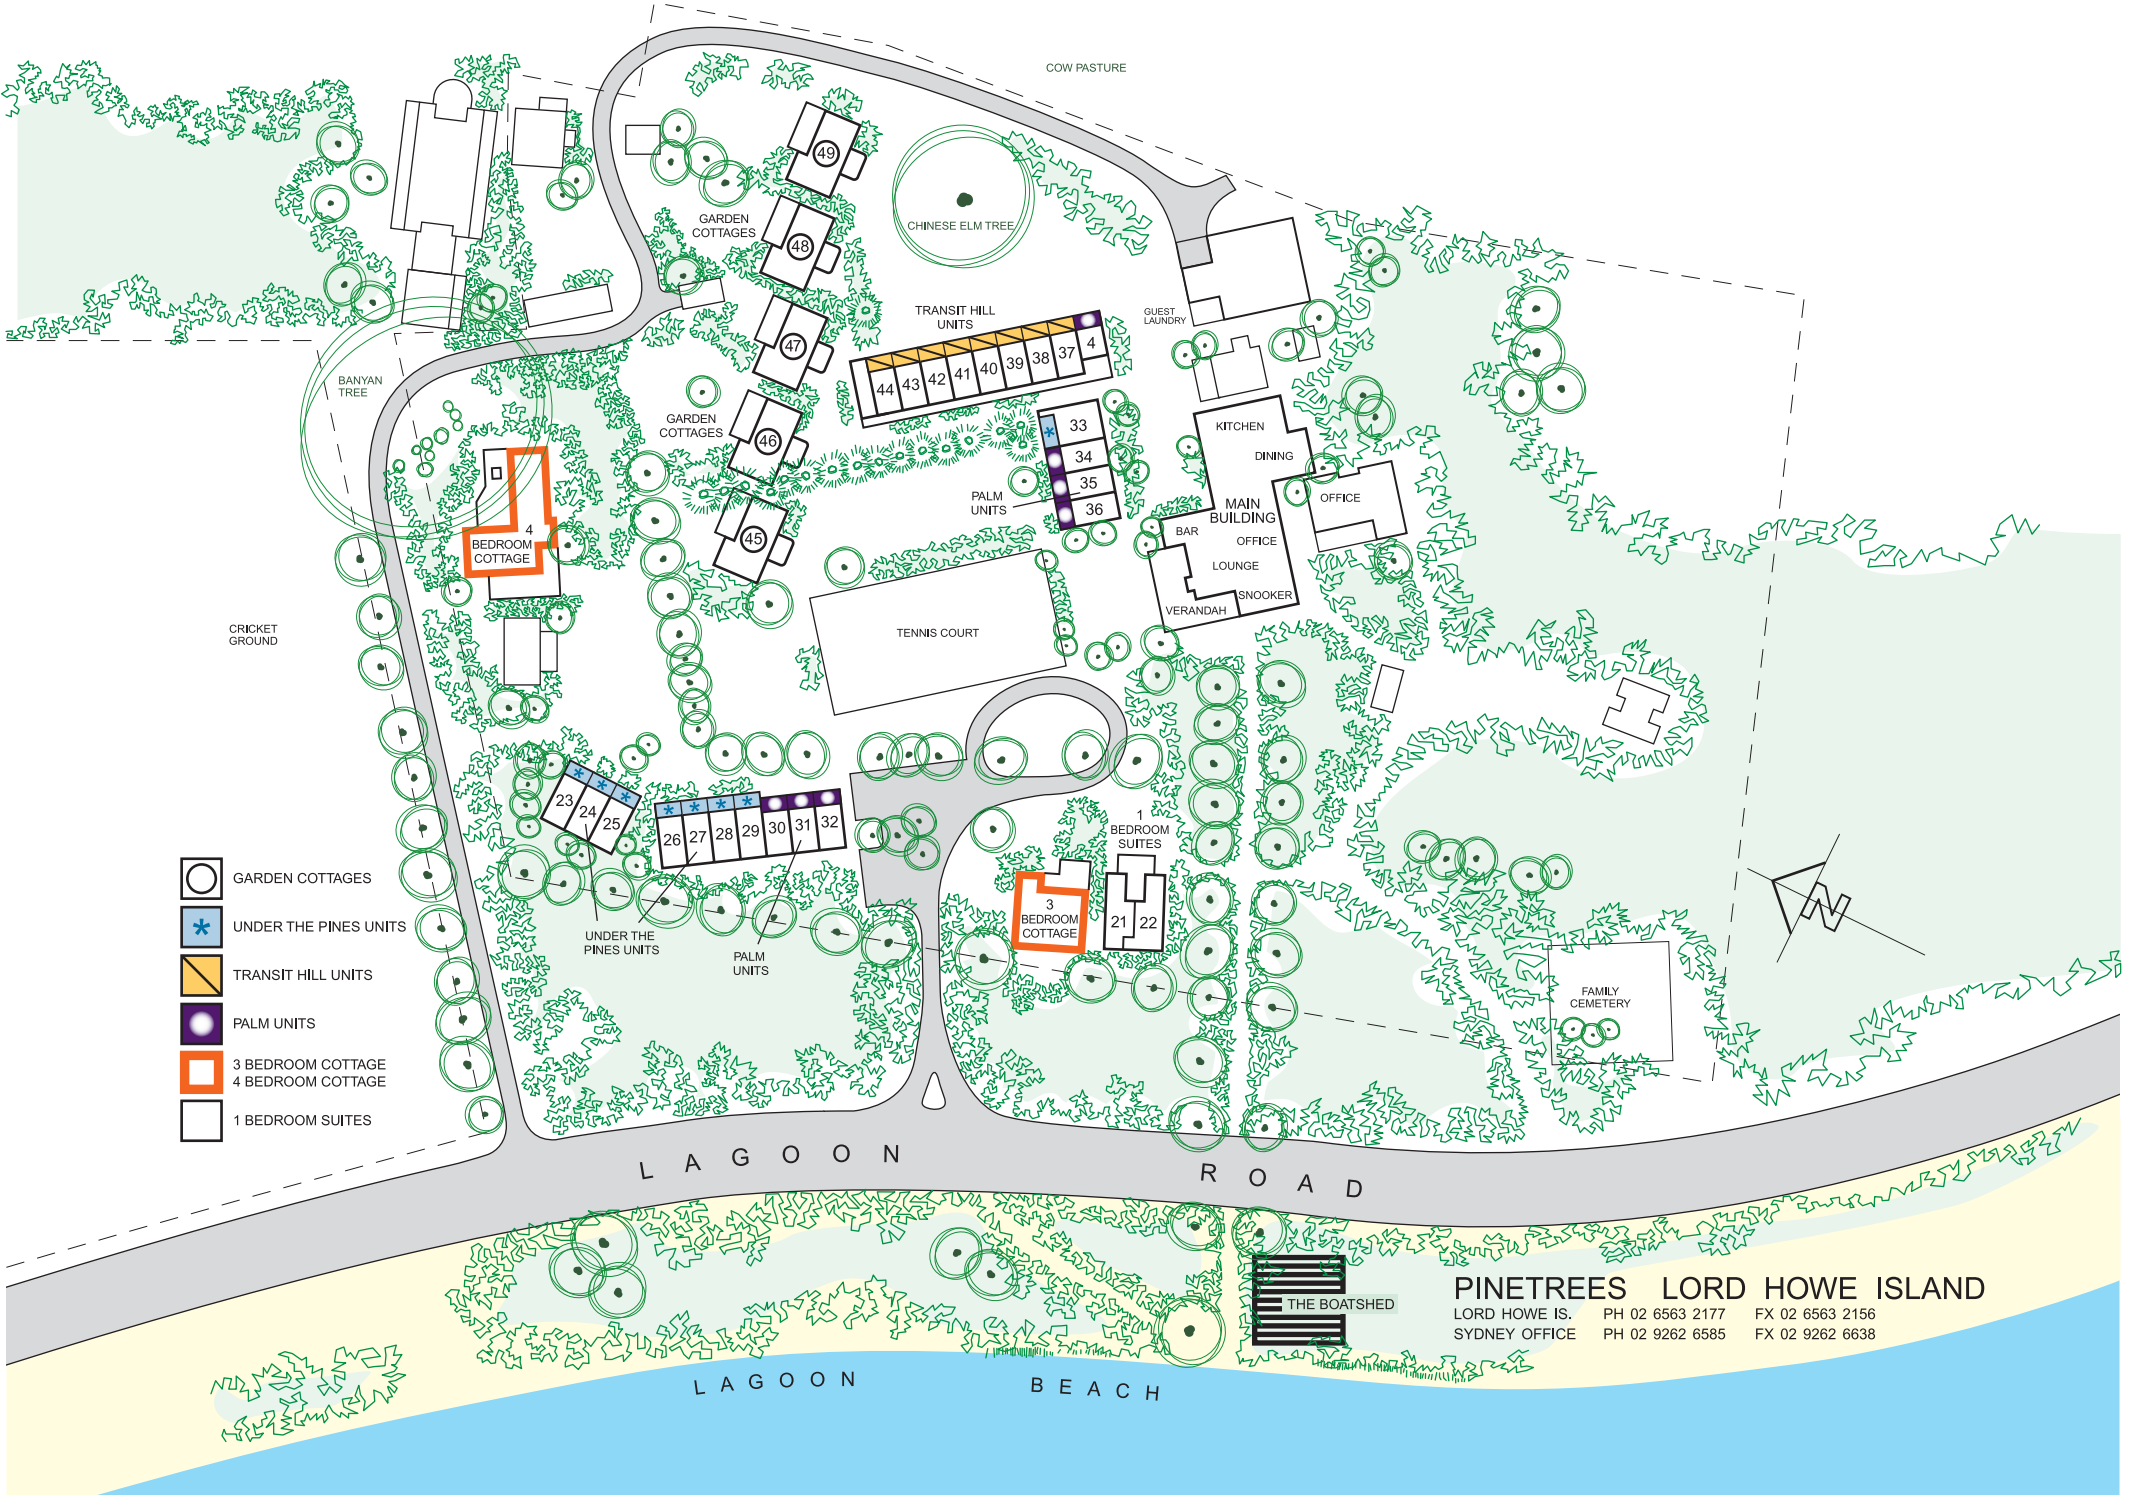 COW PASTURE
49
GARDEN
COTTAGES
CHINESE ELM TREE
48
TRANSIT HILL
UNITS
GUEST
LAUNDRY
47
44
43
42
41
40
39
38
37
4
BANYAN
TREE
GARDEN
COTTAGES
46
33
34
35
36
PALM
UNITS
KITCHEN
DINING
MAIN
BUILDING
BAR
OFFICE
LOUNGE
SNOOKER
VERANDAH
OFFICE
4
BEDROOM
COTTAGE
45
CRICKET
GROUND
TENNIS COURT
23
24
25
26
27
28
29
30
31
32
1
BEDROOM
SUITES
3
BEDROOM
COTTAGE
21
22
UNDER THE
PINES UNITS
PALM
UNITS
N
FAMILY
CEMETERY
GARDEN COTTAGES
UNDER THE PINES UNITS
TRANSIT HILL UNITS
PALM UNITS
3 BEDROOM COTTAGE
4 BEDROOM COTTAGE
1 BEDROOM SUITES
LAGOON ROAD
THE BOATSHED
PINETREES LORD HOWE ISLAND
LORD HOWE IS. PH 02 6563 2177 FX 02 6563 2156
SYDNEY OFFICE PH 02 9262 6585 FX 02 9262 6638
LAGOON BEACH